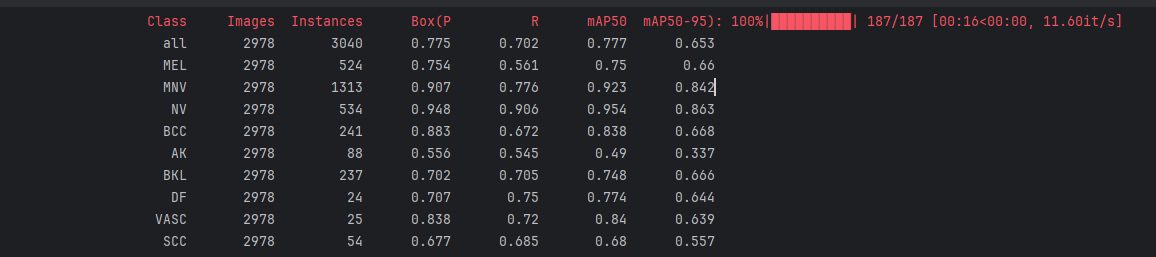 Class Images Instances Box(P R mAP50 mAP50-95): 100%|██████████| 187/187 [00:16<00:00, 11.60it/s]
all 2978 3040 0.775 0.702 0.777 0.653
MEL 2978 524 0.754 0.561 0.75 0.66
MNV 2978 1313 0.907 0.776 0.923 0.842
NV 2978 534 0.948 0.906 0.954 0.863
BCC 2978 241 0.883 0.672 0.838 0.668
AK 2978 88 0.556 0.545 0.49 0.337
BKL 2978 237 0.702 0.705 0.748 0.666
DF 2978 24 0.707 0.75 0.774 0.644
VASC 2978 25 0.838 0.72 0.84 0.639
SCC 2978 54 0.677 0.685 0.68 0.557